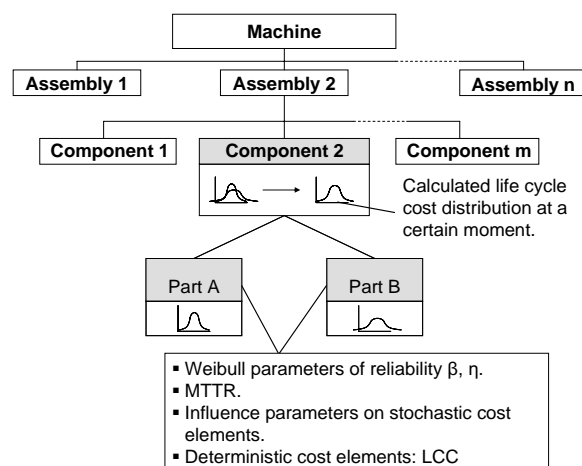 Machine
Assembly 1 Assembly 2 Assembly n
Component 1 Component 2 Component m
Calculated life cycle
cost distribution at a
certain moment.
Part A Part B
▪ Weibull parameters of reliability β, η.
▪ MTTR.
▪ Influence parameters on stochastic cost
elements.
▪ Deterministic cost elements: LCC